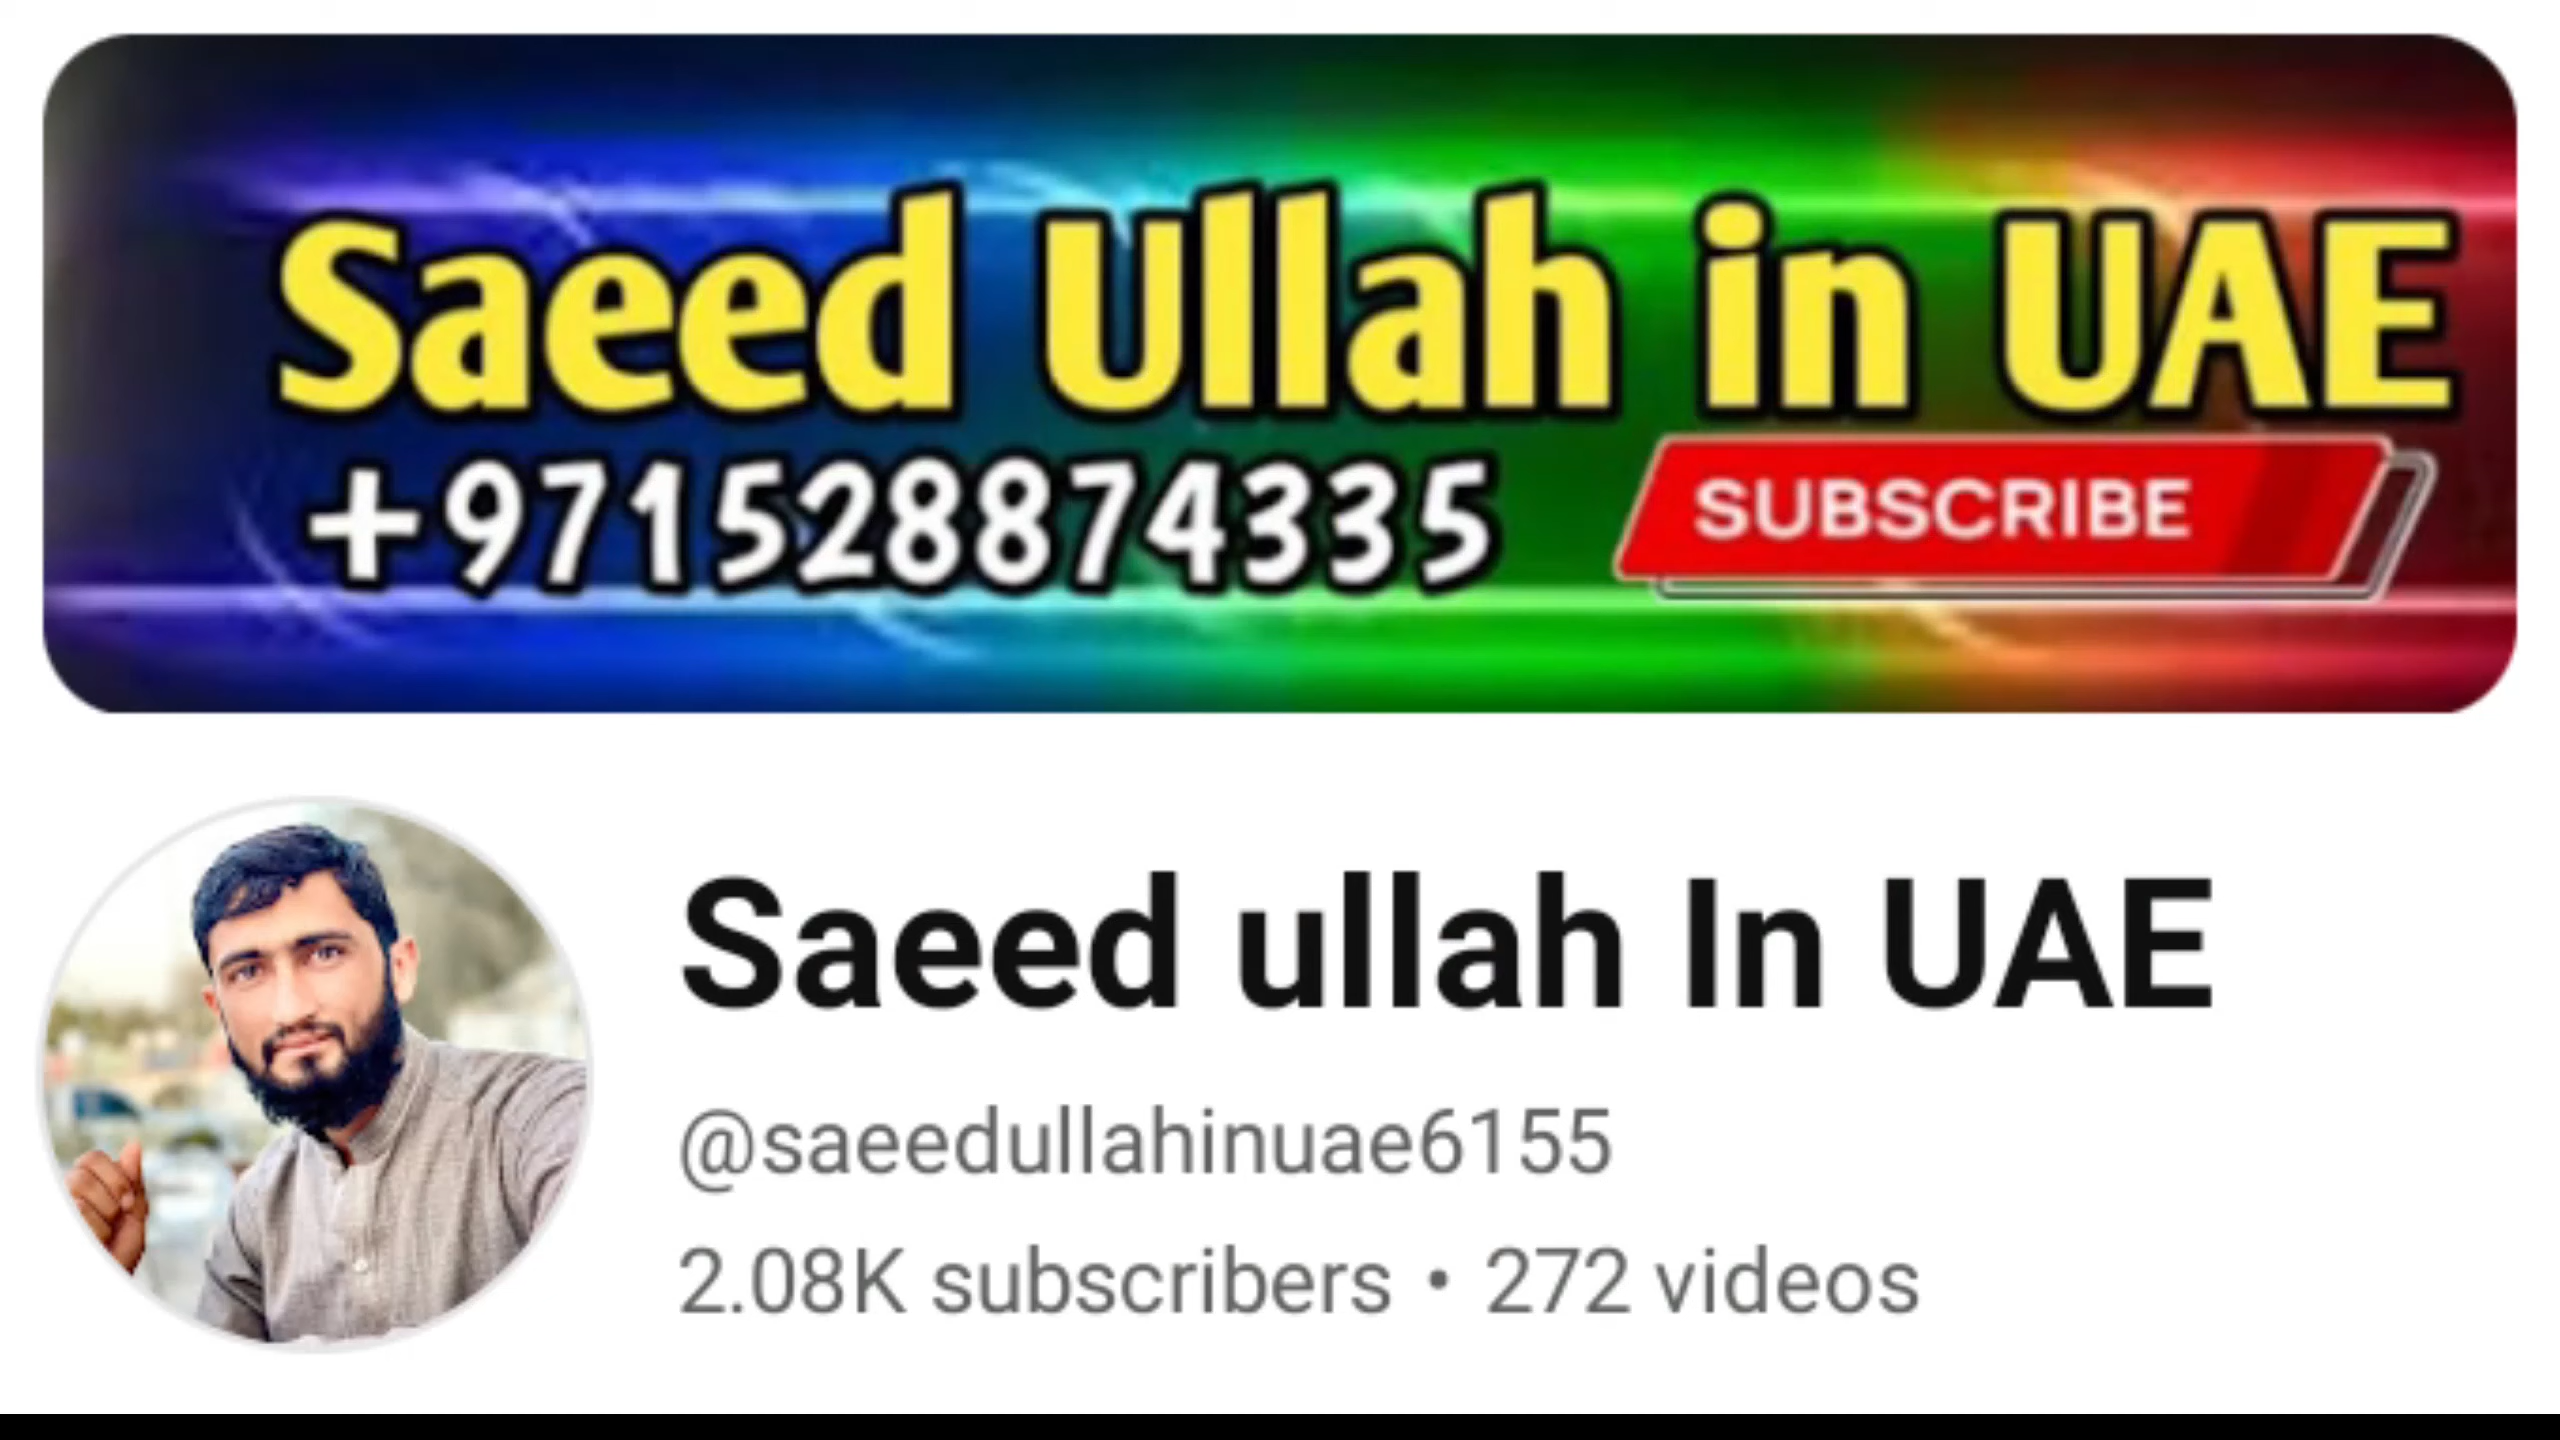 Saeed Ullah in UAE
+971528874335
SUBSCRIBE
Saeed ullah In UAE
@saeedullahinuae6155
2.08K subscribers • 272 videos